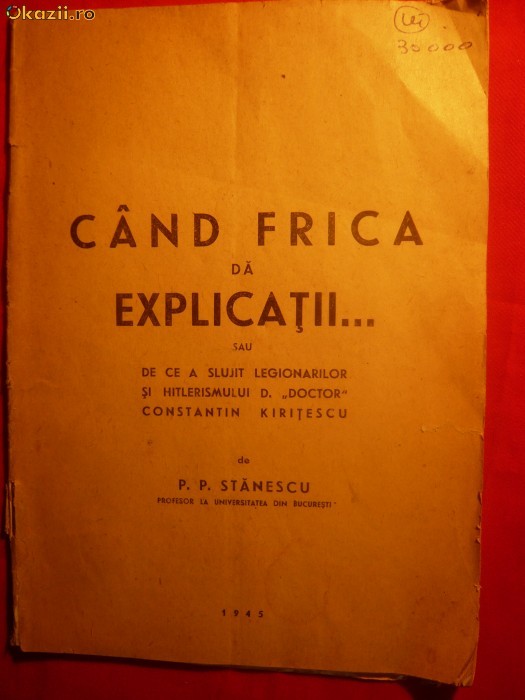 Okazii.ro
Lei
30000
CÂND FRICA
DĂ
EXPLICAŢII...
SAU
DE CE A SLUJIT LEGIONARILOR
ŞI HITLERISMULUI D. „DOCTOR"
CONSTANTIN KIRIŢESCU
de
P. P. STĂNESCU
PROFESOR LA UNIVERSITATEA DIN BUCUREŞTI
1945